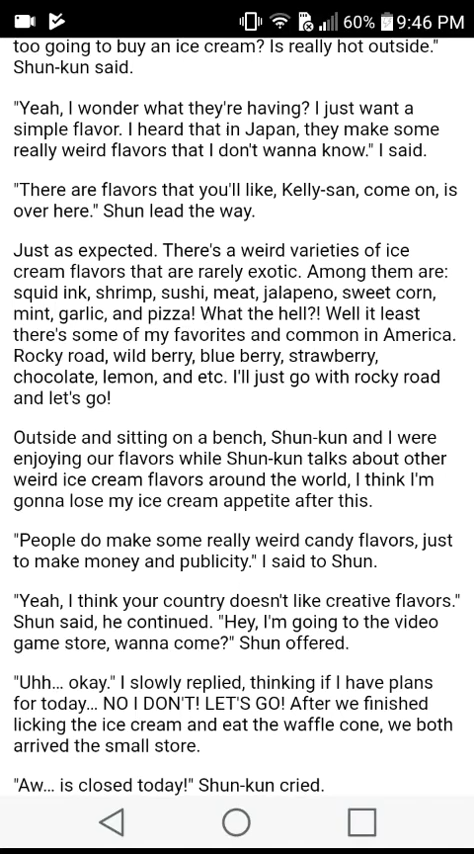 60% 9:46 PM
too going to buy an ice cream? Is really hot outside."
Shun-kun said.
"Yeah, I wonder what they're having? I just want a
simple flavor. I heard that in Japan, they make some
really weird flavors that I don't wanna know." I said.
"There are flavors that you'll like, Kelly-san, come on, is
over here." Shun lead the way.
Just as expected. There's a weird varieties of ice
cream flavors that are rarely exotic. Among them are:
squid ink, shrimp, sushi, meat, jalapeno, sweet corn,
mint, garlic, and pizza! What the hell?! Well it least
there's some of my favorites and common in America.
Rocky road, wild berry, blue berry, strawberry,
chocolate, lemon, and etc. I'll just go with rocky road
and let's go!
Outside and sitting on a bench, Shun-kun and I were
enjoying our flavors while Shun-kun talks about other
weird ice cream flavors around the world, I think I'm
gonna lose my ice cream appetite after this.
"People do make some really weird candy flavors, just
to make money and publicity." I said to Shun.
"Yeah, I think your country doesn't like creative flavors."
Shun said, he continued. "Hey, I'm going to the video
game store, wanna come?" Shun offered.
"Uhh... okay." I slowly replied, thinking if I have plans
for today... NO I DON'T! LET'S GO! After we finished
licking the ice cream and eat the waffle cone, we both
arrived the small store.
"Aw... is closed today!" Shun-kun cried.